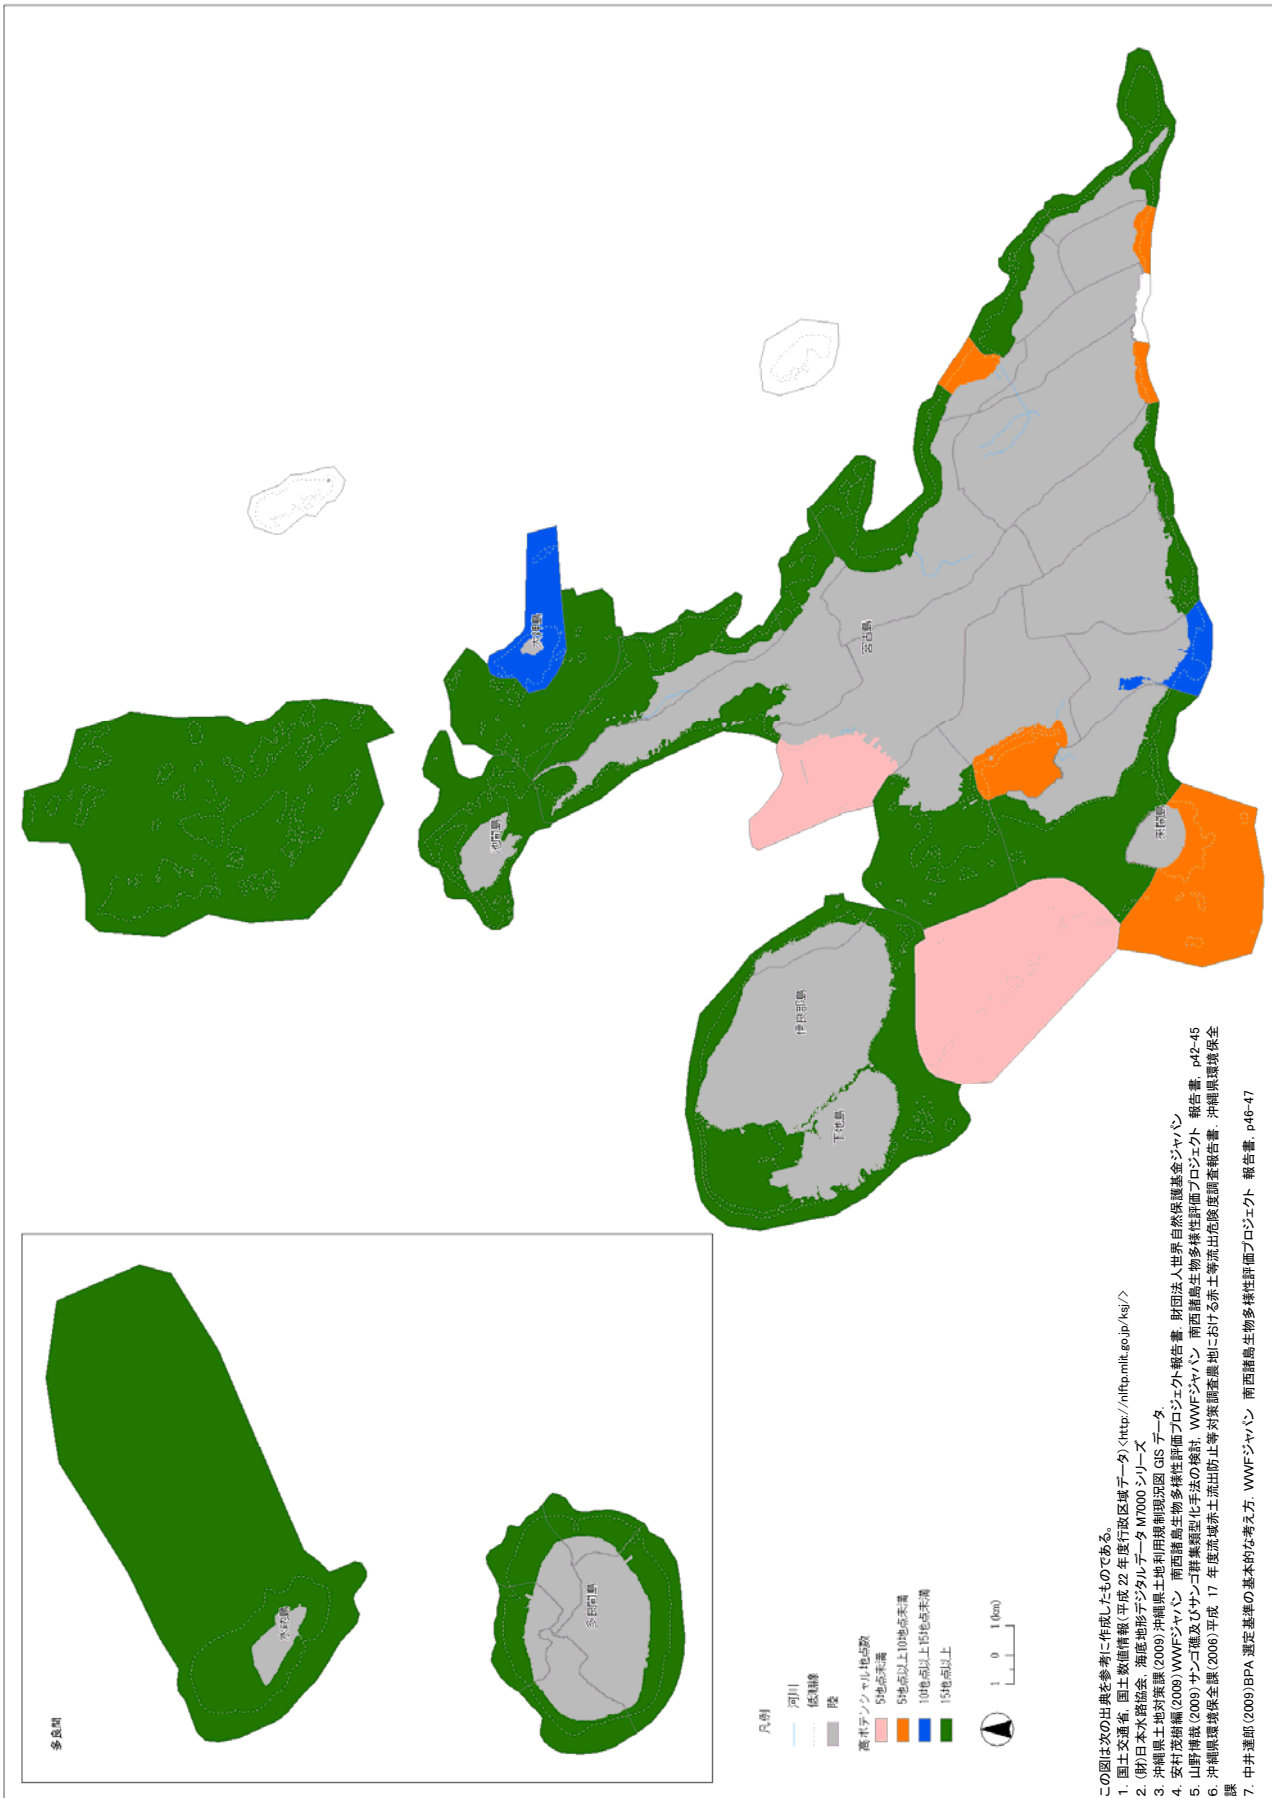 多良間
水納島
多良間島
池間島
大神島
宮古島
伊良部島
下地島
来間島
凡例
河川
低潮線
陸
高ポテンシャル地点数
5地点未満
5地点以上10地点未満
10地点以上15地点未満
15地点以上
1 0 1(km)
この図は次の出典を参考に作成したものである。
1. 国土交通省. 国土数値情報(平成 22 年度行政区域データ)<http://nlftp.mlit.go.jp/ksj/>
2. (財)日本水路協会. 海底地形デジタルデータ M7000 シリーズ
3. 沖縄県土地対策課(2009)沖縄県土地利用規制現況図 GIS データ.
4. 安村茂樹編(2009)WWFジャパン 南西諸島生物多様性評価プロジェクト報告書. 財団法人世界自然保護基金ジャパン
5. 山野博哉(2009)サンゴ礁及びサンゴ群集類型化手法の検討. WWFジャパン 南西諸島生物多様性評価プロジェクト 報告書, p42-45
6. 沖縄県環境保全課(2006)平成 17 年度流域赤土流出防止等対策調査農地における赤土等流出危険度調査報告書. 沖縄県環境保全
課
7. 中井達郎(2009)BPA 選定基準の基本的な考え方. WWFジャパン 南西諸島生物多様性評価プロジェクト 報告書, p46-47